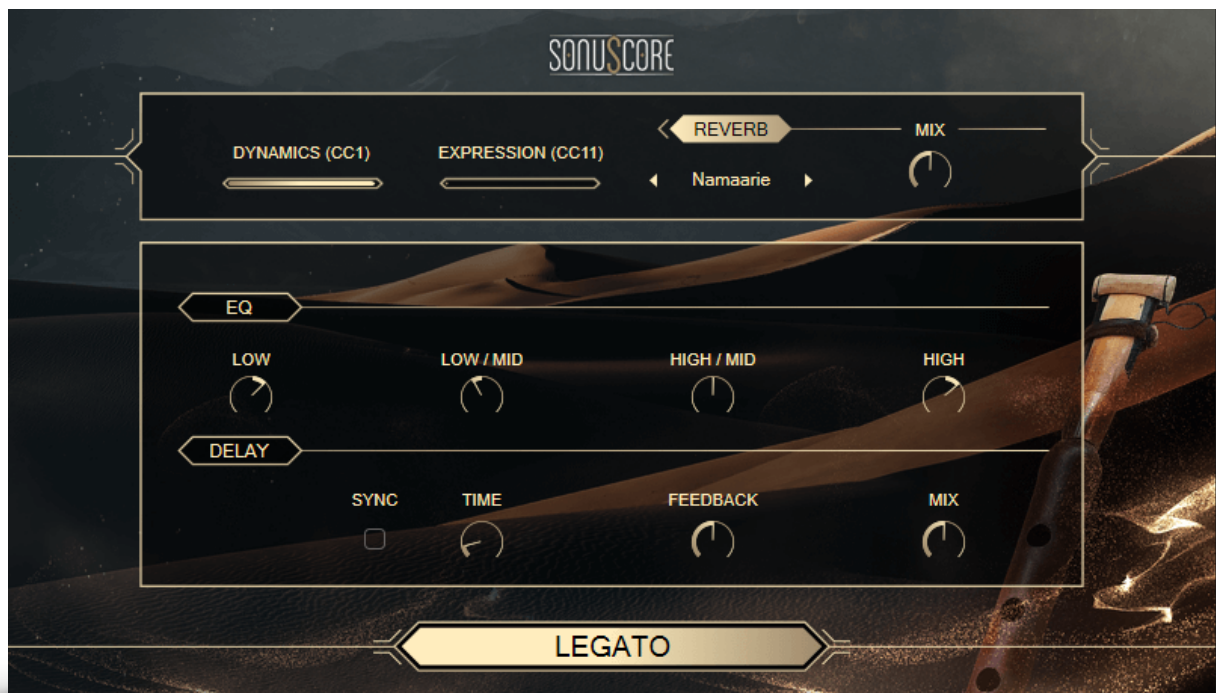 SONUSCORE
DYNAMICS (CC1)
EXPRESSION (CC11)
REVERB
MIX
Namaarie
EQ
LOW
LOW / MID
HIGH / MID
HIGH
DELAY
SYNC
TIME
FEEDBACK
MIX
LEGATO